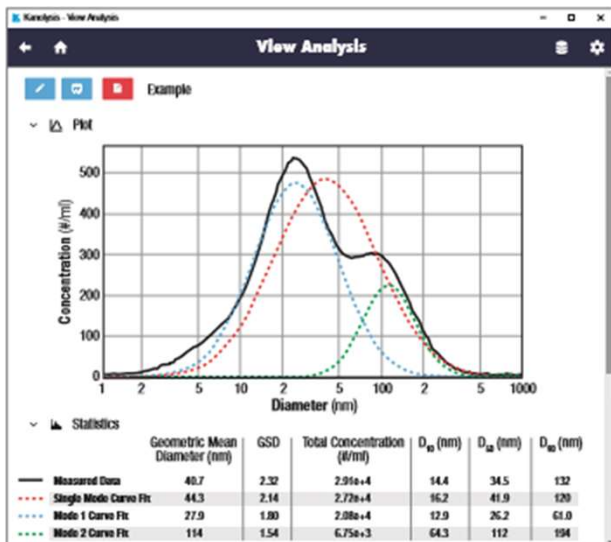 Kanolysis - View Analysis
View Analysis
Example
Plot
Concentration (#/ml)
500
400
300
200
100
0
1 2 5 10 2 5 100 2 5 1000
Diameter (nm)
Statistics
Geometric Mean Diameter (nm) GSD Total Concentration (#/ml) D10 (nm) D50 (nm) D90 (nm)
Measured Data 40.7 2.32 2.91e+4 14.4 34.5 132
Single Mode Curve Fit 44.3 2.14 2.72e+4 16.2 41.9 120
Mode 1 Curve Fit 27.9 1.80 2.08e+4 12.9 26.2 61.0
Mode 2 Curve Fit 114 1.54 6.75e+3 64.3 112 194